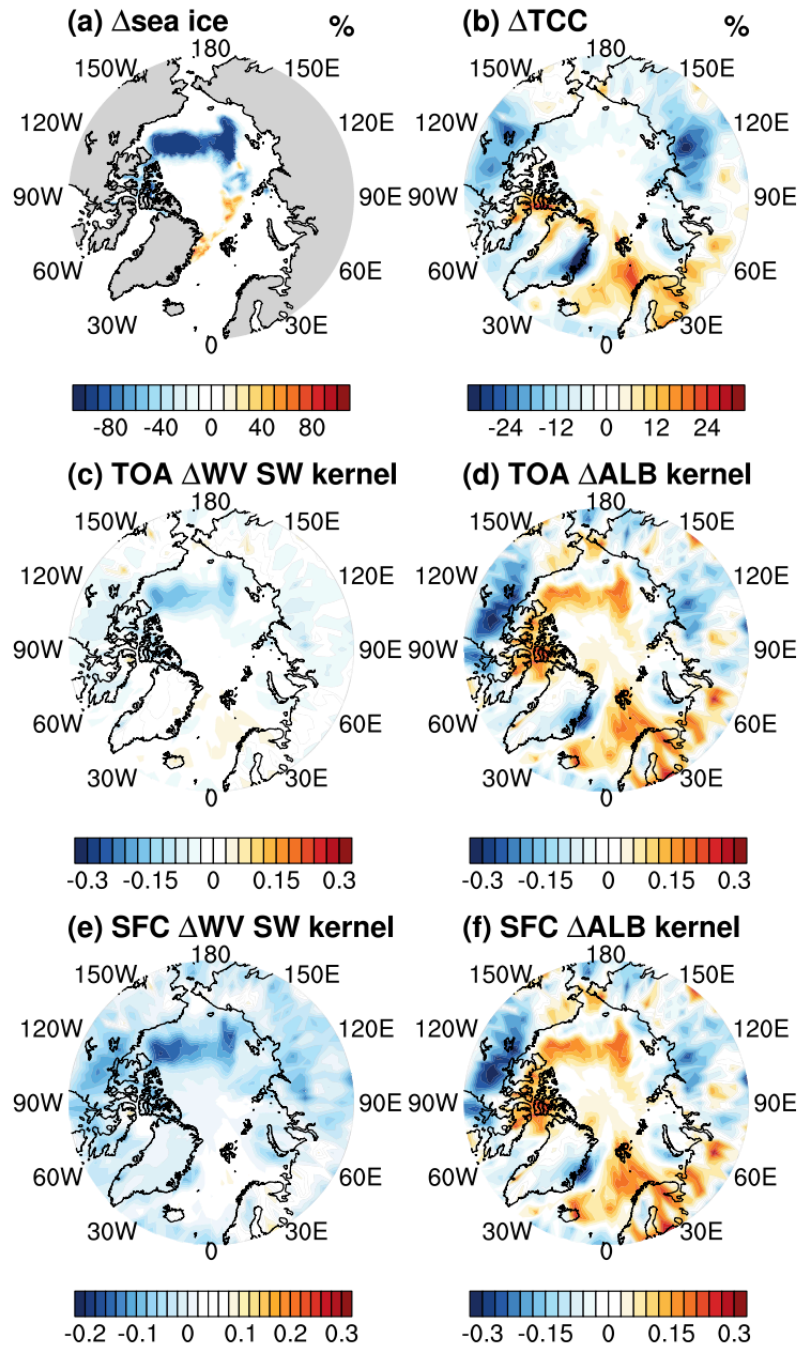 (a) Δsea ice %
(b) ΔTCC %
180
150W 150E
120W 120E
90W 90E
60W 60E
30W 30E
0
-80 -40 0 40 80
180
150W 150E
120W 120E
90W 90E
60W 60E
30W 30E
0
-24 -12 0 12 24
(c) TOA ΔWV SW kernel
(d) TOA ΔALB kernel
180
150W 150E
120W 120E
90W 90E
60W 60E
30W 30E
0
-0.3 -0.15 0 0.15 0.3
180
150W 150E
120W 120E
90W 90E
60W 60E
30W 30E
0
-0.3 -0.15 0 0.15 0.3
(e) SFC ΔWV SW kernel
(f) SFC ΔALB kernel
180
150W 150E
120W 120E
90W 90E
60W 60E
30W 30E
0
-0.2 -0.1 0 0.1 0.2 0.3
180
150W 150E
120W 120E
90W 90E
60W 60E
30W 30E
0
-0.3 -0.15 0 0.15 0.3